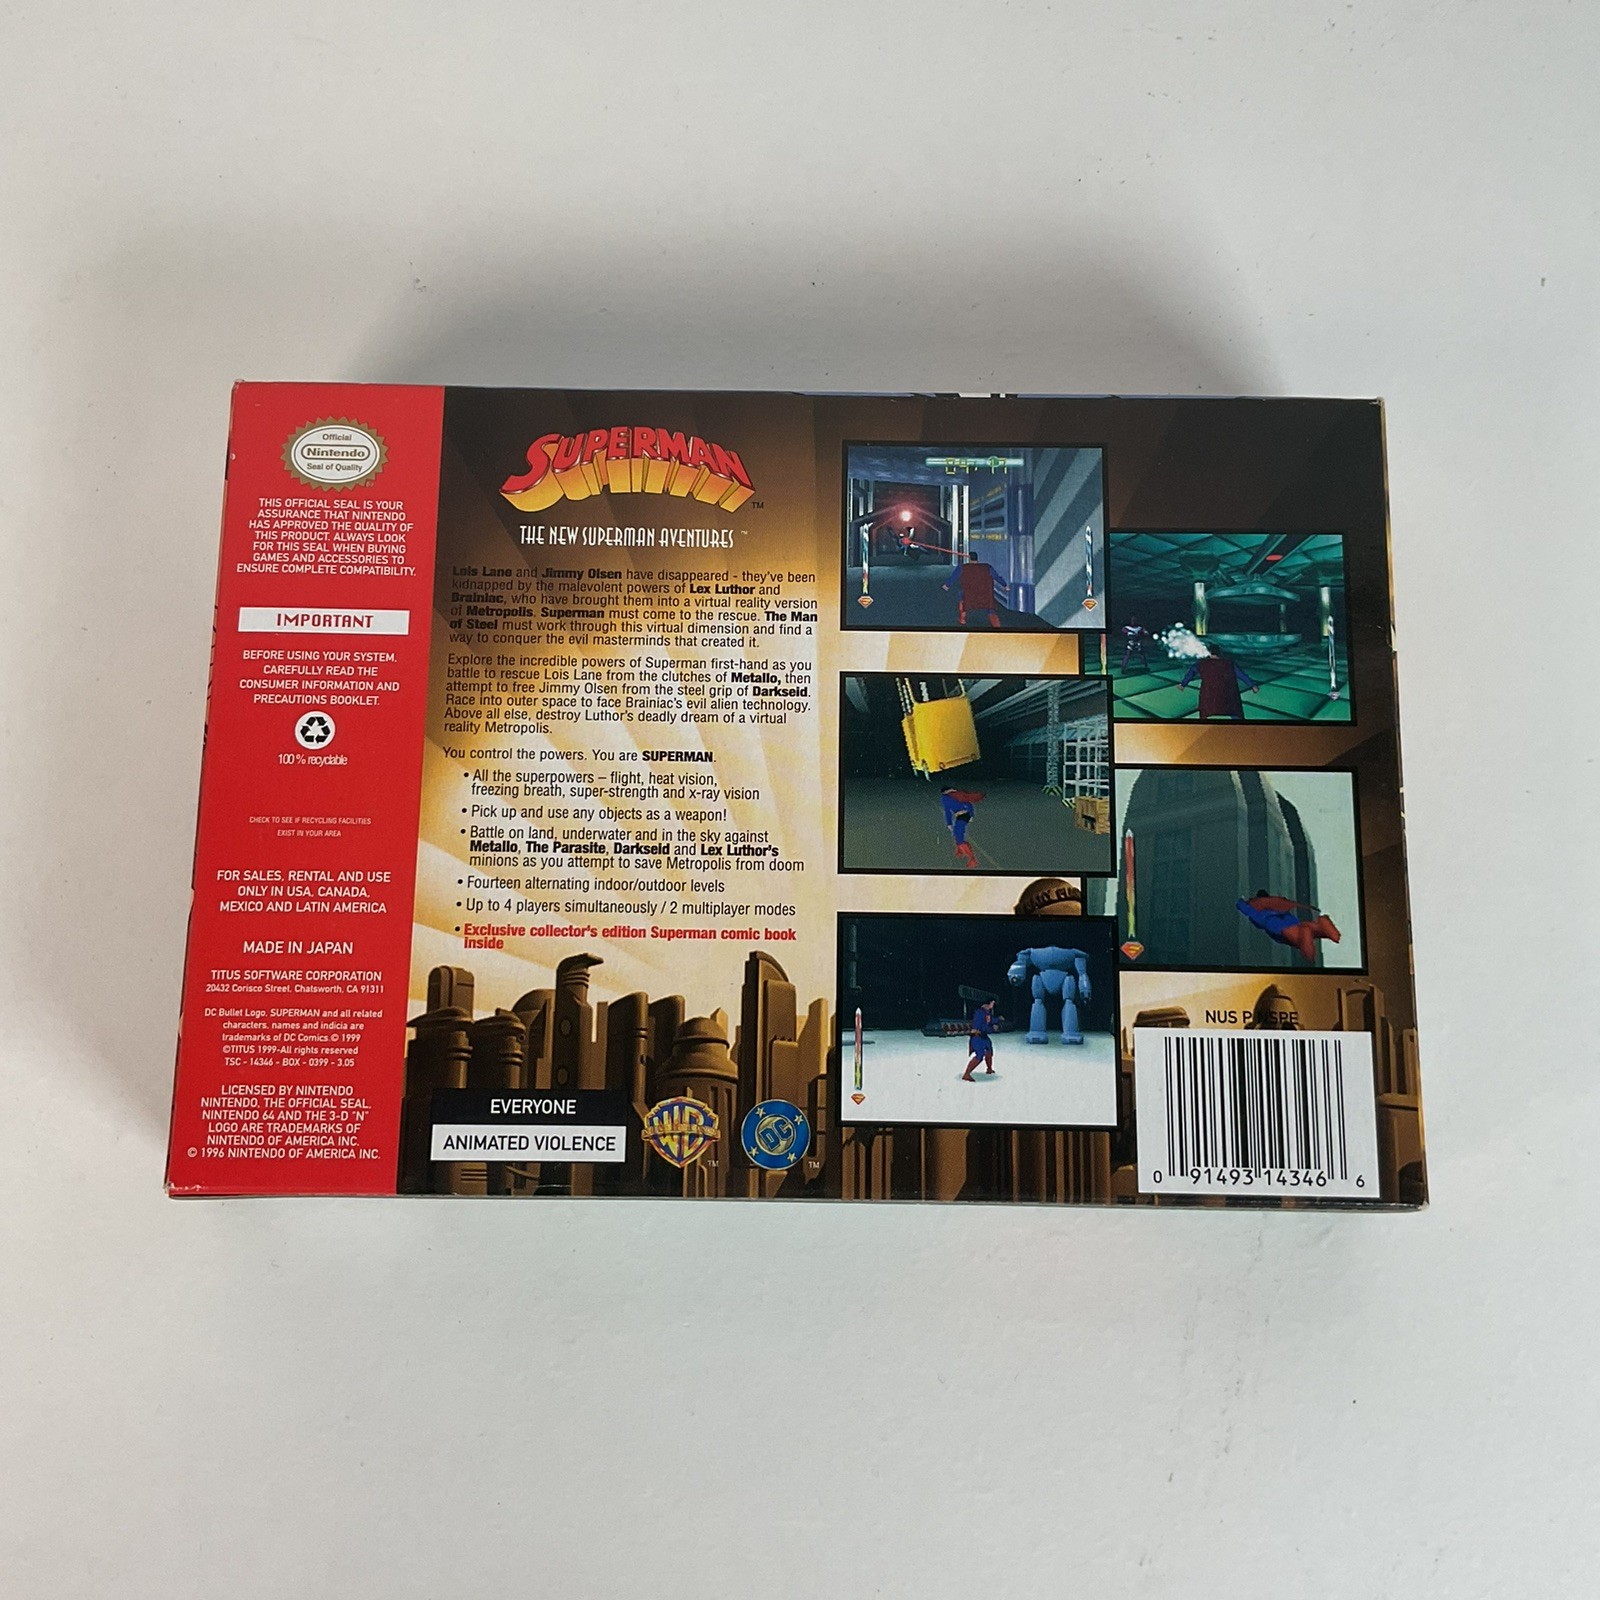 Official
Nintendo
Seal of Quality
THIS OFFICIAL SEAL IS YOUR
ASSURANCE THAT NINTENDO
HAS APPROVED THE QUALITY OF
THIS PRODUCT. ALWAYS LOOK
FOR THIS SEAL WHEN BUYING
GAMES AND ACCESSORIES TO
ENSURE COMPLETE COMPATIBILITY.
IMPORTANT
BEFORE USING YOUR SYSTEM,
CAREFULLY READ THE
CONSUMER INFORMATION AND
PRECAUTIONS BOOKLET.
100 % recyclable
CHECK TO SEE IF RECYCLING FACILITIES
EXIST IN YOUR AREA
FOR SALES, RENTAL AND USE
ONLY IN USA, CANADA,
MEXICO AND LATIN AMERICA
MADE IN JAPAN
TITUS SOFTWARE CORPORATION
20432 Corisco Street, Chatsworth, CA 91311
DC Bullet Logo, SUPERMAN and all related
characters, names and indicia are
trademarks of DC Comics © 1999
©TITUS 1999-All rights reserved
TSC - 14346 - BOX - 0399 - 3.05
LICENSED BY NINTENDO
NINTENDO, THE OFFICIAL SEAL,
NINTENDO 64 AND THE 3-D "N"
LOGO ARE TRADEMARKS OF
NINTENDO OF AMERICA INC.
© 1996 NINTENDO OF AMERICA INC.
SUPERMAN™
THE NEW SUPERMAN AVENTURES™
Lois Lane and Jimmy Olsen have disappeared - they've been
kidnapped by the malevolent powers of Lex Luthor and
Brainiac, who have brought them into a virtual reality version
of Metropolis. Superman must come to the rescue. The Man
of Steel must work through this virtual dimension and find a
way to conquer the evil masterminds that created it.
Explore the incredible powers of Superman first-hand as you
battle to rescue Lois Lane from the clutches of Metallo, then
attempt to free Jimmy Olsen from the steel grip of Darkseid.
Race into outer space to face Brainiac's evil alien technology.
Above all else, destroy Luthor's deadly dream of a virtual
reality Metropolis.
You control the powers. You are SUPERMAN.
• All the superpowers – flight, heat vision,
freezing breath, super-strength and x-ray vision
• Pick up and use any objects as a weapon!
• Battle on land, underwater and in the sky against
Metallo, The Parasite, Darkseid and Lex Luthor's
minions as you attempt to save Metropolis from doom
• Fourteen alternating indoor/outdoor levels
• Up to 4 players simultaneously / 2 multiplayer modes
• Exclusive collector's edition Superman comic book
inside
EVERYONE
ANIMATED VIOLENCE
WB
TM
DC
TM
NUS P NSPE
0 91493 14346 6